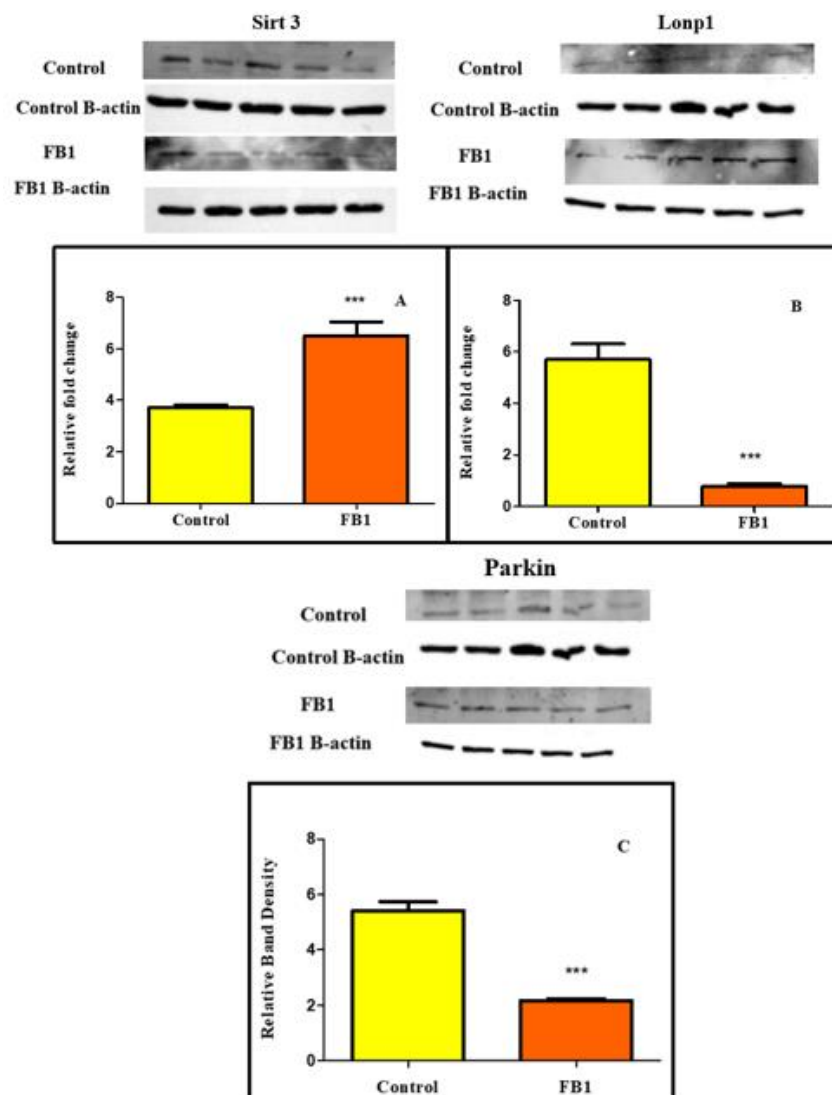 Sirt 3
Control
Control B-actin
FB1
FB1 B-actin
Lonp1
Control
Control B-actin
FB1
FB1 B-actin
A
***
Relative fold change
8
6
4
2
0
Control
FB1
B
***
Relative fold change
8
6
4
2
0
Control
FB1
Parkin
Control
Control B-actin
FB1
FB1 B-actin
C
***
Relative Band Density
8
6
4
2
0
Control
FB1